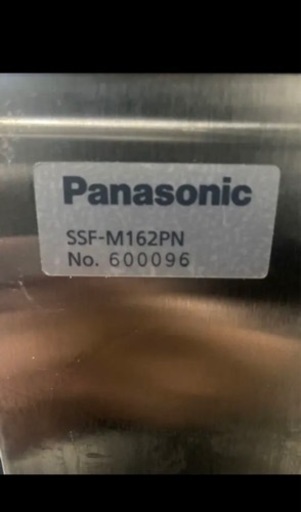 Panasonic
SSF-M162PN
No. 600096